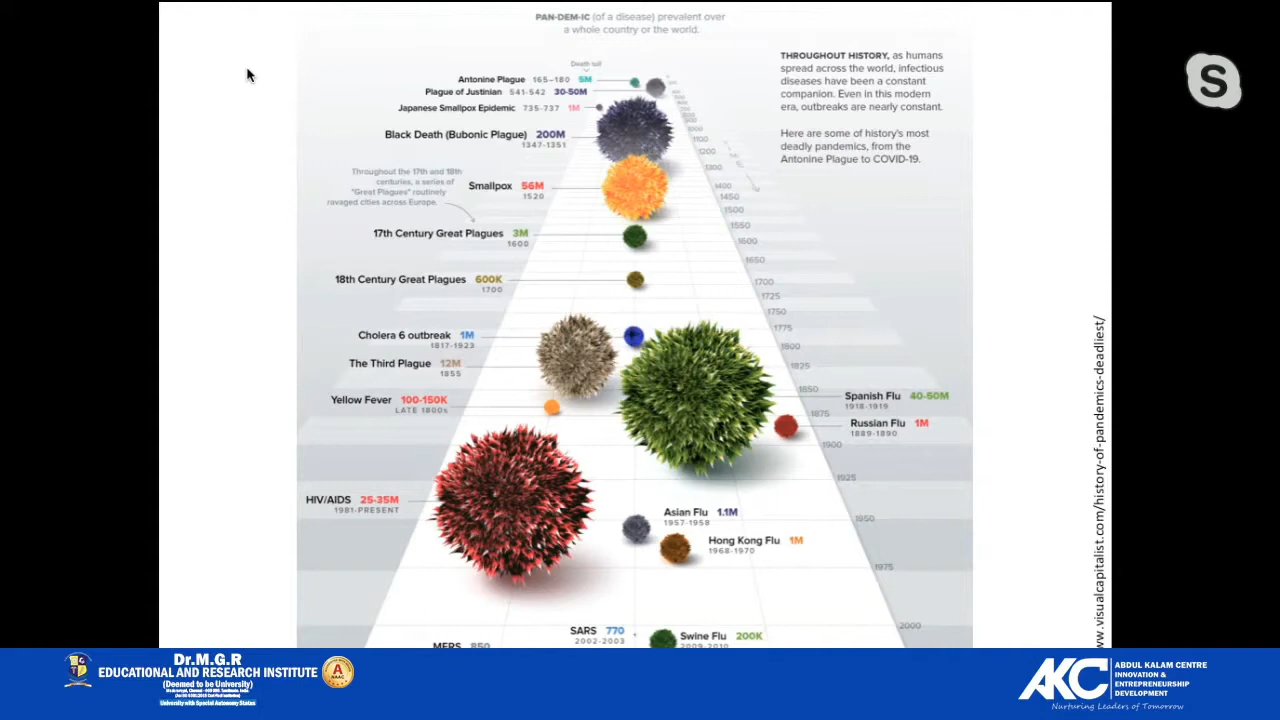 PAN·DEM·IC (of a disease) prevalent over
a whole country or the world.
Death toll
THROUGHOUT HISTORY, as humans
spread across the world, infectious
diseases have been a constant
companion. Even in this modern
era, outbreaks are nearly constant.
Here are some of history's most
deadly pandemics, from the
Antonine Plague to COVID-19.
Antonine Plague 165-180 5M
Plague of Justinian 541-542 30-50M
Japanese Smallpox Epidemic 735-737 1M
Black Death (Bubonic Plague) 200M
1347-1351
Throughout the 17th and 18th
centuries, a series of
"Great Plagues" routinely
ravaged cities across Europe.
Smallpox 56M
1520
17th Century Great Plagues 3M
1600
18th Century Great Plagues 600K
1700
Cholera 6 outbreak 1M
1817-1923
The Third Plague 12M
1855
Yellow Fever 100-150K
LATE 1800s
Spanish Flu 40-50M
1918-1919
Russian Flu 1M
1889-1890
HIV/AIDS 25-35M
1981-PRESENT
Asian Flu 1.1M
1957-1958
Hong Kong Flu 1M
1968-1970
SARS 770
2002-2003
Swine Flu 200K
2009-2010
MERS 850
1000
1100
1200
1300
1400
1450
1500
1550
1600
1650
1700
1725
1750
1775
1800
1825
1850
1875
1900
1925
1950
1975
2000
w.visualcapitalist.com/history-of-pandemics-deadliest/
S
Dr.M.G.R
EDUCATIONAL AND RESEARCH INSTITUTE
(Deemed to be University)
University with Special Autonomy Status
A
NAAC
AKC
ABDUL KALAM CENTRE
INNOVATION &
ENTREPRENEURSHIP
DEVELOPMENT
Nurturing Leaders of Tomorrow